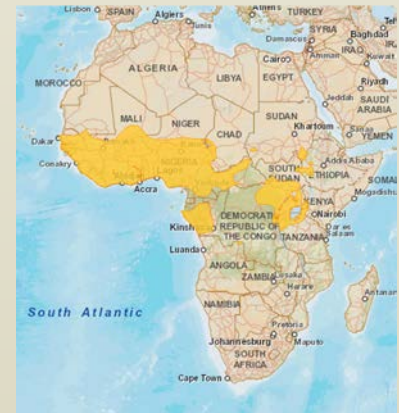 Lisbon SPAIN Algiers Athens TURKEY
Tunis
Damascus SYRIA
Baghdad
MOROCCO
Cairo
Amman
IRAQ
Kuwait
ALGERIA
LIBYA
EGYPT
Riyadh
Jeddah
SAUDI
ARABIA
MALI
NIGER
SUDAN
Khartoum
Sanaa
YEMEN
Dakar
CHAD
Conakry
NIGERIA
Lagos
Addis Ababa
Accra
SOUTH
SUDAN
ETHIOPIA
SOMAL
Mogadishu
KENYA
Nairobi
Kinshasa
DEMOCRATIC
REPUBLIC OF
THE CONGO
TANZANIA
Dar es
Salaam
Luanda
ANGOLA
ZAMBIA
Lusaka
Harare
South Atlantic
NAMIBIA
Antanan
Pretoria
Johannesburg
Maputo
SOUTH
AFRICA
Cape Town